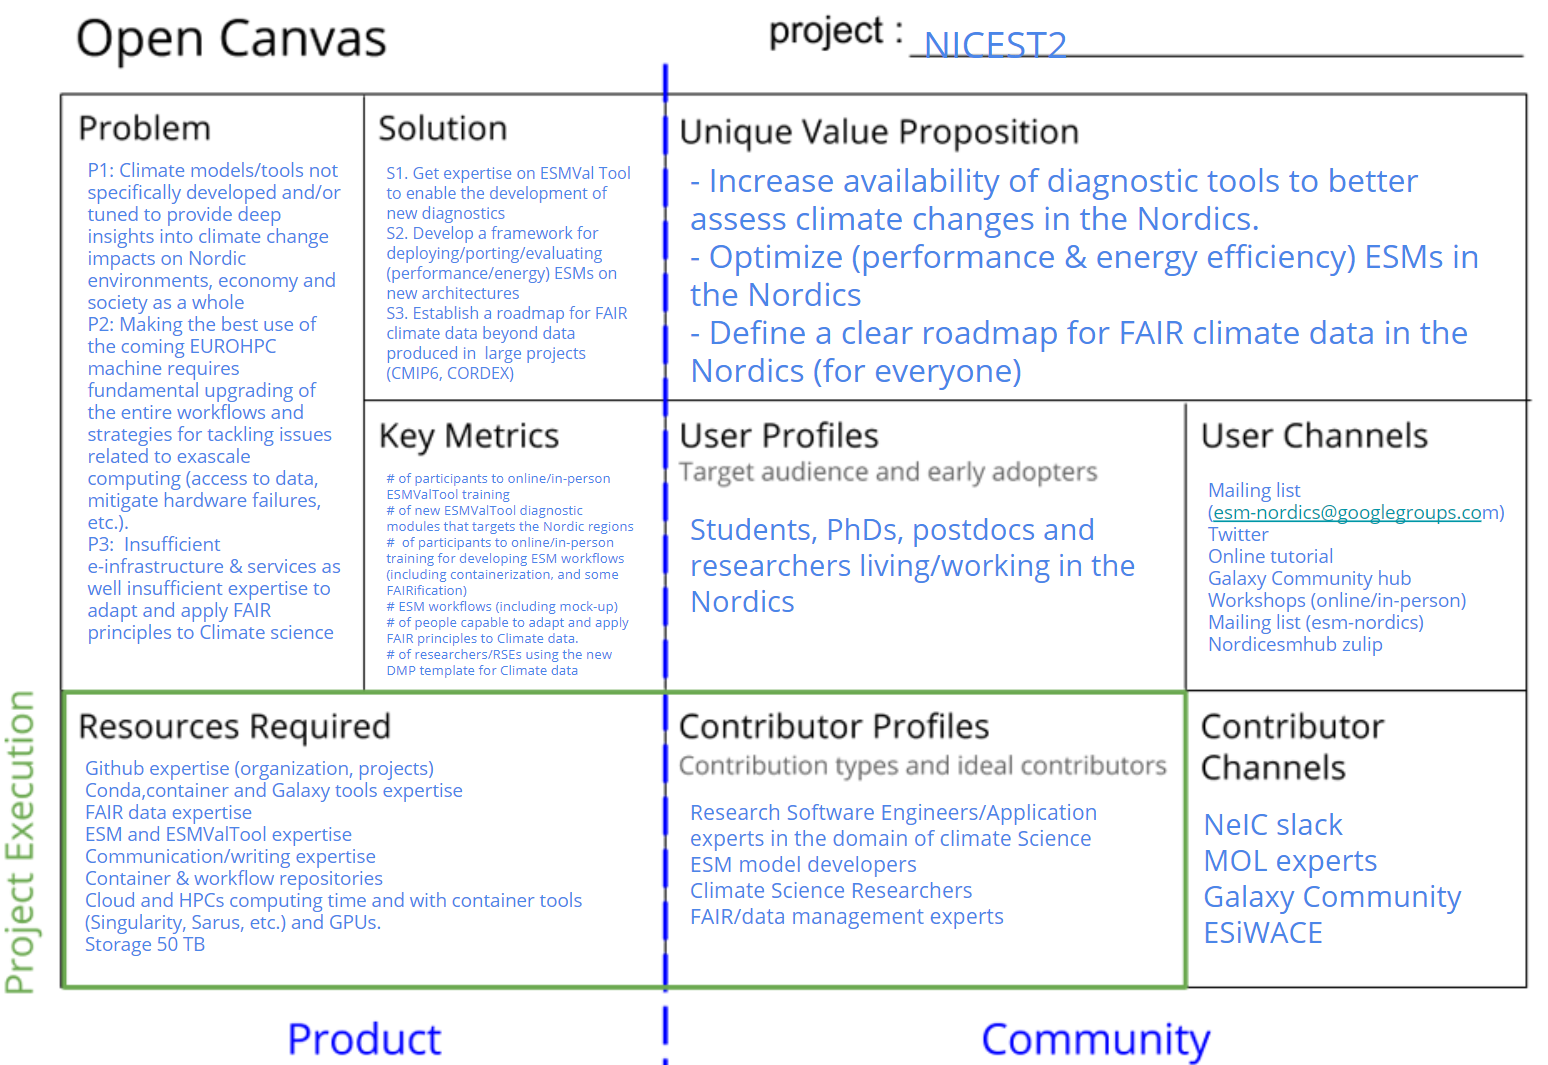 Open Canvas
project :
NICEST2
Problem
P1: Climate models/tools not
specifically developed and/or
tuned to provide deep
insights into climate change
impacts on Nordic
environments, economy and
society as a whole
P2: Making the best use of
the coming EUROHPC
machine requires
fundamental upgrading of
the entire workflows and
strategies for tackling issues
related to exascale
computing (access to data,
mitigate hardware failures,
etc.).
P3:  Insufficient
e-infrastructure & services as
well insufficient expertise to
adapt and apply FAIR
principles to Climate science
Solution
S1. Get expertise on ESMVal Tool
to enable the development of
new diagnostics
S2. Develop a framework for
deploying/porting/evaluating
(performance/energy) ESMs on
new architectures
S3. Establish a roadmap for FAIR
climate data beyond data
produced in  large projects
(CMIP6, CORDEX)
Unique Value Proposition
- Increase availability of diagnostic tools to better
assess climate changes in the Nordics.
- Optimize (performance & energy efficiency) ESMs in
the Nordics
- Define a clear roadmap for FAIR climate data in the
Nordics (for everyone)
Key Metrics
# of participants to online/in-person
ESMValTool training
# of new ESMValTool diagnostic
modules that targets the Nordic regions
#  of participants to online/in-person
training for developing ESM workflows
(including containerization, and some
FAIRification)
# ESM workflows (including mock-up)
# of people capable to adapt and apply
FAIR principles to Climate data.
# of researchers/RSEs using the new
DMP template for Climate data
User Profiles
Target audience and early adopters
Students, PhDs, postdocs and
researchers living/working in the
Nordics
User Channels
Mailing list
(esm-nordics@googlegroups.com)
Twitter
Online tutorial
Galaxy Community hub
Workshops (online/in-person)
Mailing list (esm-nordics)
Nordicesmhub zulip
Project Execution
Resources Required
Github expertise (organization, projects)
Conda,container and Galaxy tools expertise
FAIR data expertise
ESM and ESMValTool expertise
Communication/writing expertise
Container & workflow repositories
Cloud and HPCs computing time and with container tools
(Singularity, Sarus, etc.) and GPUs.
Storage 50 TB
Contributor Profiles
Contribution types and ideal contributors
Research Software Engineers/Application
experts in the domain of climate Science
ESM model developers
Climate Science Researchers
FAIR/data management experts
Contributor
Channels
NeIC slack
MOL experts
Galaxy Community
ESiWACE
Product
Community